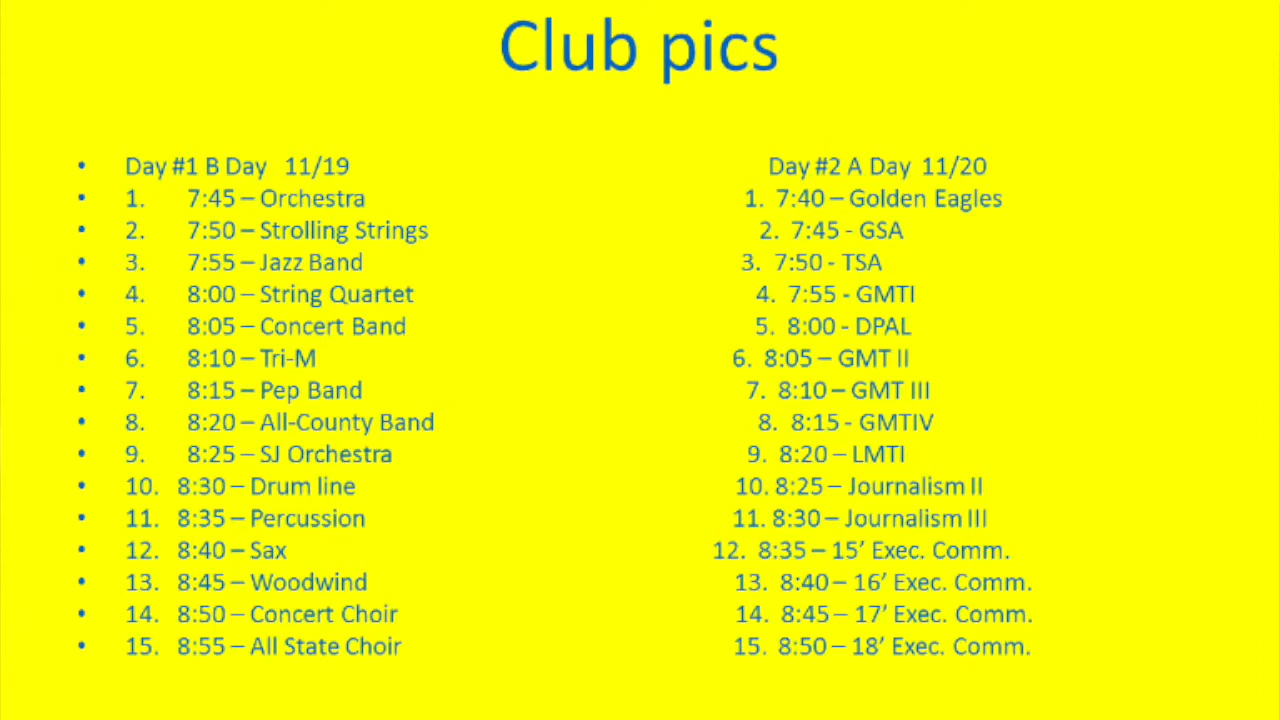 Club pics
• Day #1 B Day 11/19 Day #2 A Day 11/20
• 1. 7:45 – Orchestra 1. 7:40 – Golden Eagles
• 2. 7:50 – Strolling Strings 2. 7:45 - GSA
• 3. 7:55 – Jazz Band 3. 7:50 - TSA
• 4. 8:00 – String Quartet 4. 7:55 - GMTI
• 5. 8:05 – Concert Band 5. 8:00 - DPAL
• 6. 8:10 – Tri-M 6. 8:05 – GMT II
• 7. 8:15 – Pep Band 7. 8:10 – GMT III
• 8. 8:20 – All-County Band 8. 8:15 - GMTIV
• 9. 8:25 – SJ Orchestra 9. 8:20 – LMTI
• 10. 8:30 – Drum line 10. 8:25 – Journalism II
• 11. 8:35 – Percussion 11. 8:30 – Journalism III
• 12. 8:40 – Sax 12. 8:35 – 15’ Exec. Comm.
• 13. 8:45 – Woodwind 13. 8:40 – 16’ Exec. Comm.
• 14. 8:50 – Concert Choir 14. 8:45 – 17’ Exec. Comm.
• 15. 8:55 – All State Choir 15. 8:50 – 18’ Exec. Comm.